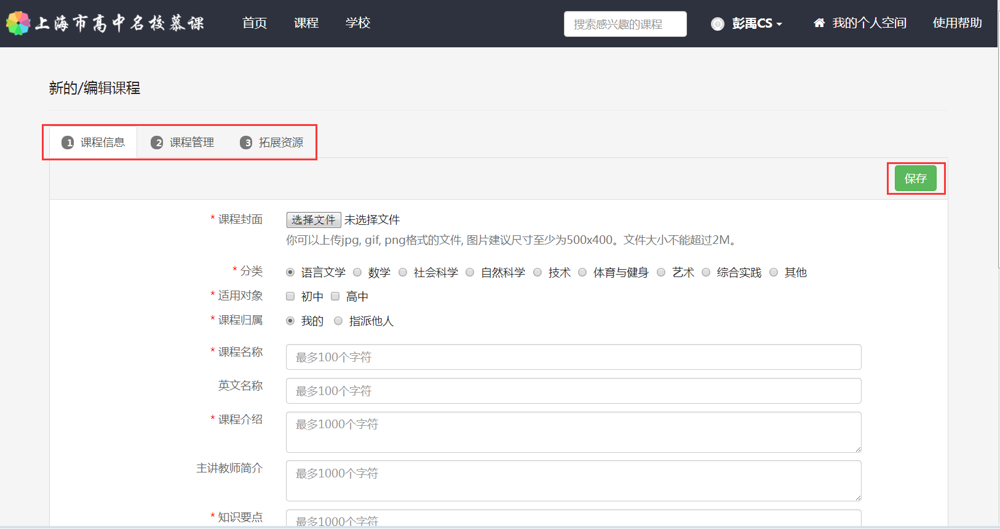 上海市高中名校慕课 首页 课程 学校 搜索感兴趣的课程 彭禹CS 我的个人空间 使用帮助
新的/编辑课程
1 课程信息 2 课程管理 3 拓展资源
保存
* 课程封面 选择文件 未选择文件
你可以上传jpg, gif, png格式的文件, 图片建议尺寸至少为500x400。文件大小不能超过2M。
* 分类 语言文学 数学 社会科学 自然科学 技术 体育与健身 艺术 综合实践 其他
* 适用对象 初中 高中
* 课程归属 我的 指派他人
* 课程名称 最多100个字符
英文名称 最多100个字符
* 课程介绍 最多1000个字符
主讲教师简介 最多1000个字符
* 知识要点 最多1000个字符